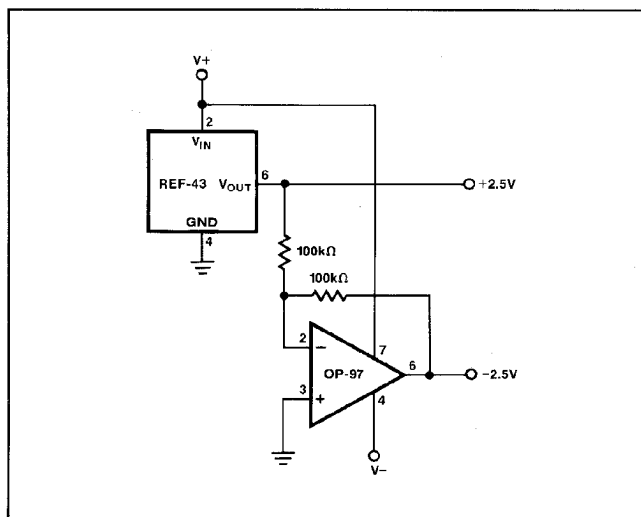 V+
2
VIN
REF-43 VOUT 6 +2.5V
GND
4
100kΩ
100kΩ
2 − 7
OP-97 6 −2.5V
3 + 4
V−